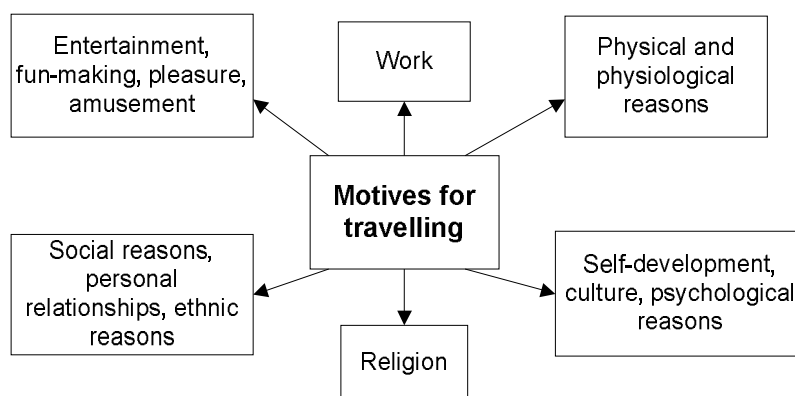 Entertainment,
fun-making, pleasure,
amusement
Work
Physical and
physiological
reasons
Motives for
travelling
Social reasons,
personal
relationships, ethnic
reasons
Self-development,
culture, psychological
reasons
Religion